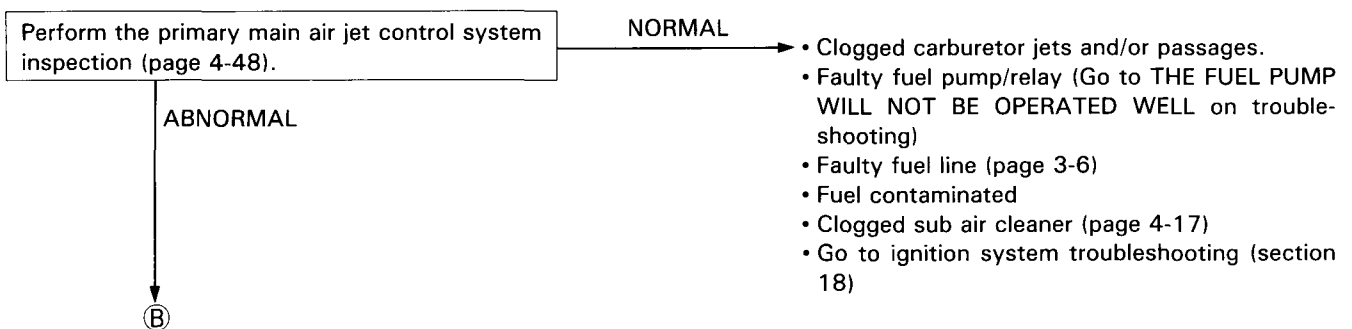 Perform the primary main air jet control system
inspection (page 4-48).
NORMAL
ABNORMAL
• Clogged carburetor jets and/or passages.
• Faulty fuel pump/relay (Go to THE FUEL PUMP
WILL NOT BE OPERATED WELL on trouble-
shooting)
• Faulty fuel line (page 3-6)
• Fuel contaminated
• Clogged sub air cleaner (page 4-17)
• Go to ignition system troubleshooting (section
18)
Ⓑ